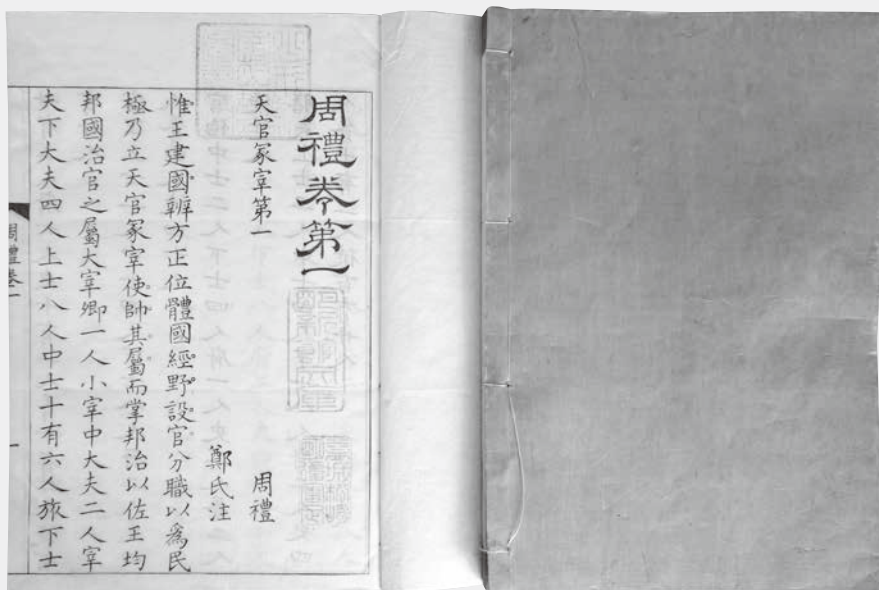 周禮卷第一
天官冢宰第一 周禮
鄭氏注
惟王建國辨方正位體國經野設官分職以爲民
極乃立天官冢宰使帥其屬而掌邦治以佐王均
邦國治官之屬大宰卿一人小宰中大夫二人宰
夫下大夫四人上士八人中士十有六人旅下士
周禮卷一
一